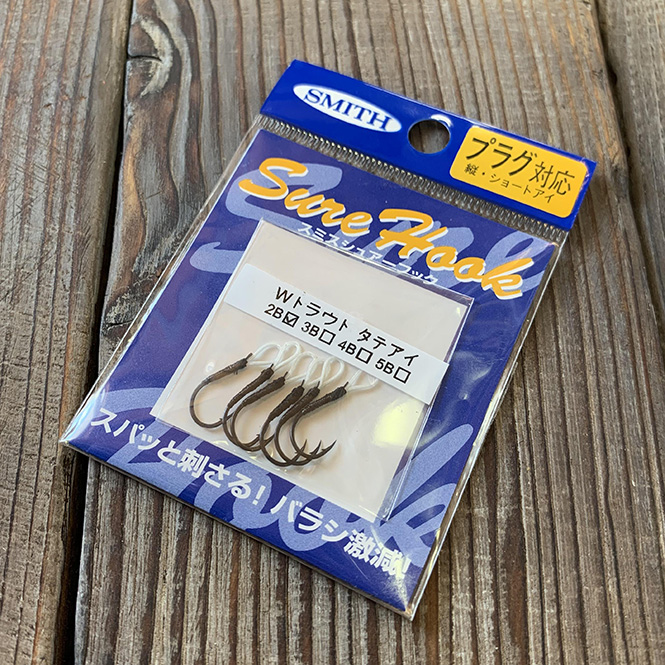 SMITH
プラグ対応
縦・ショートアイ
Sure Hook
スミスシュアーフック
Wトラウト タテアイ
2B☑ 3B□ 4B□ 5B□
スパッと刺さる!バラシ激減!